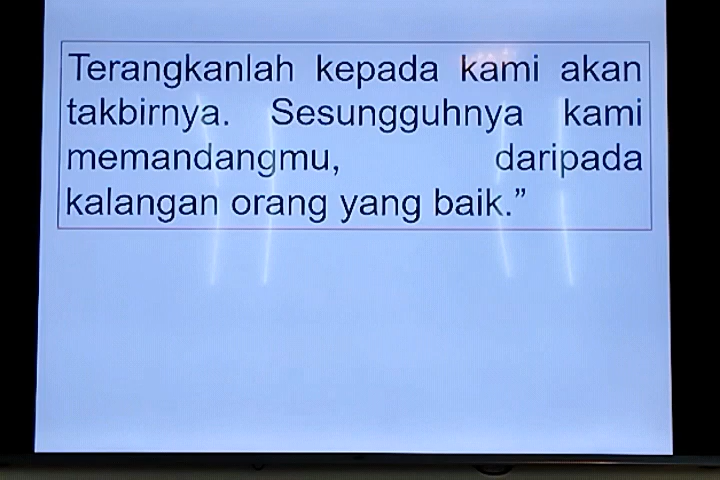 Terangkanlah kepada kami akan
takbirnya. Sesungguhnya kami
memandangmu, daripada
kalangan orang yang baik.”